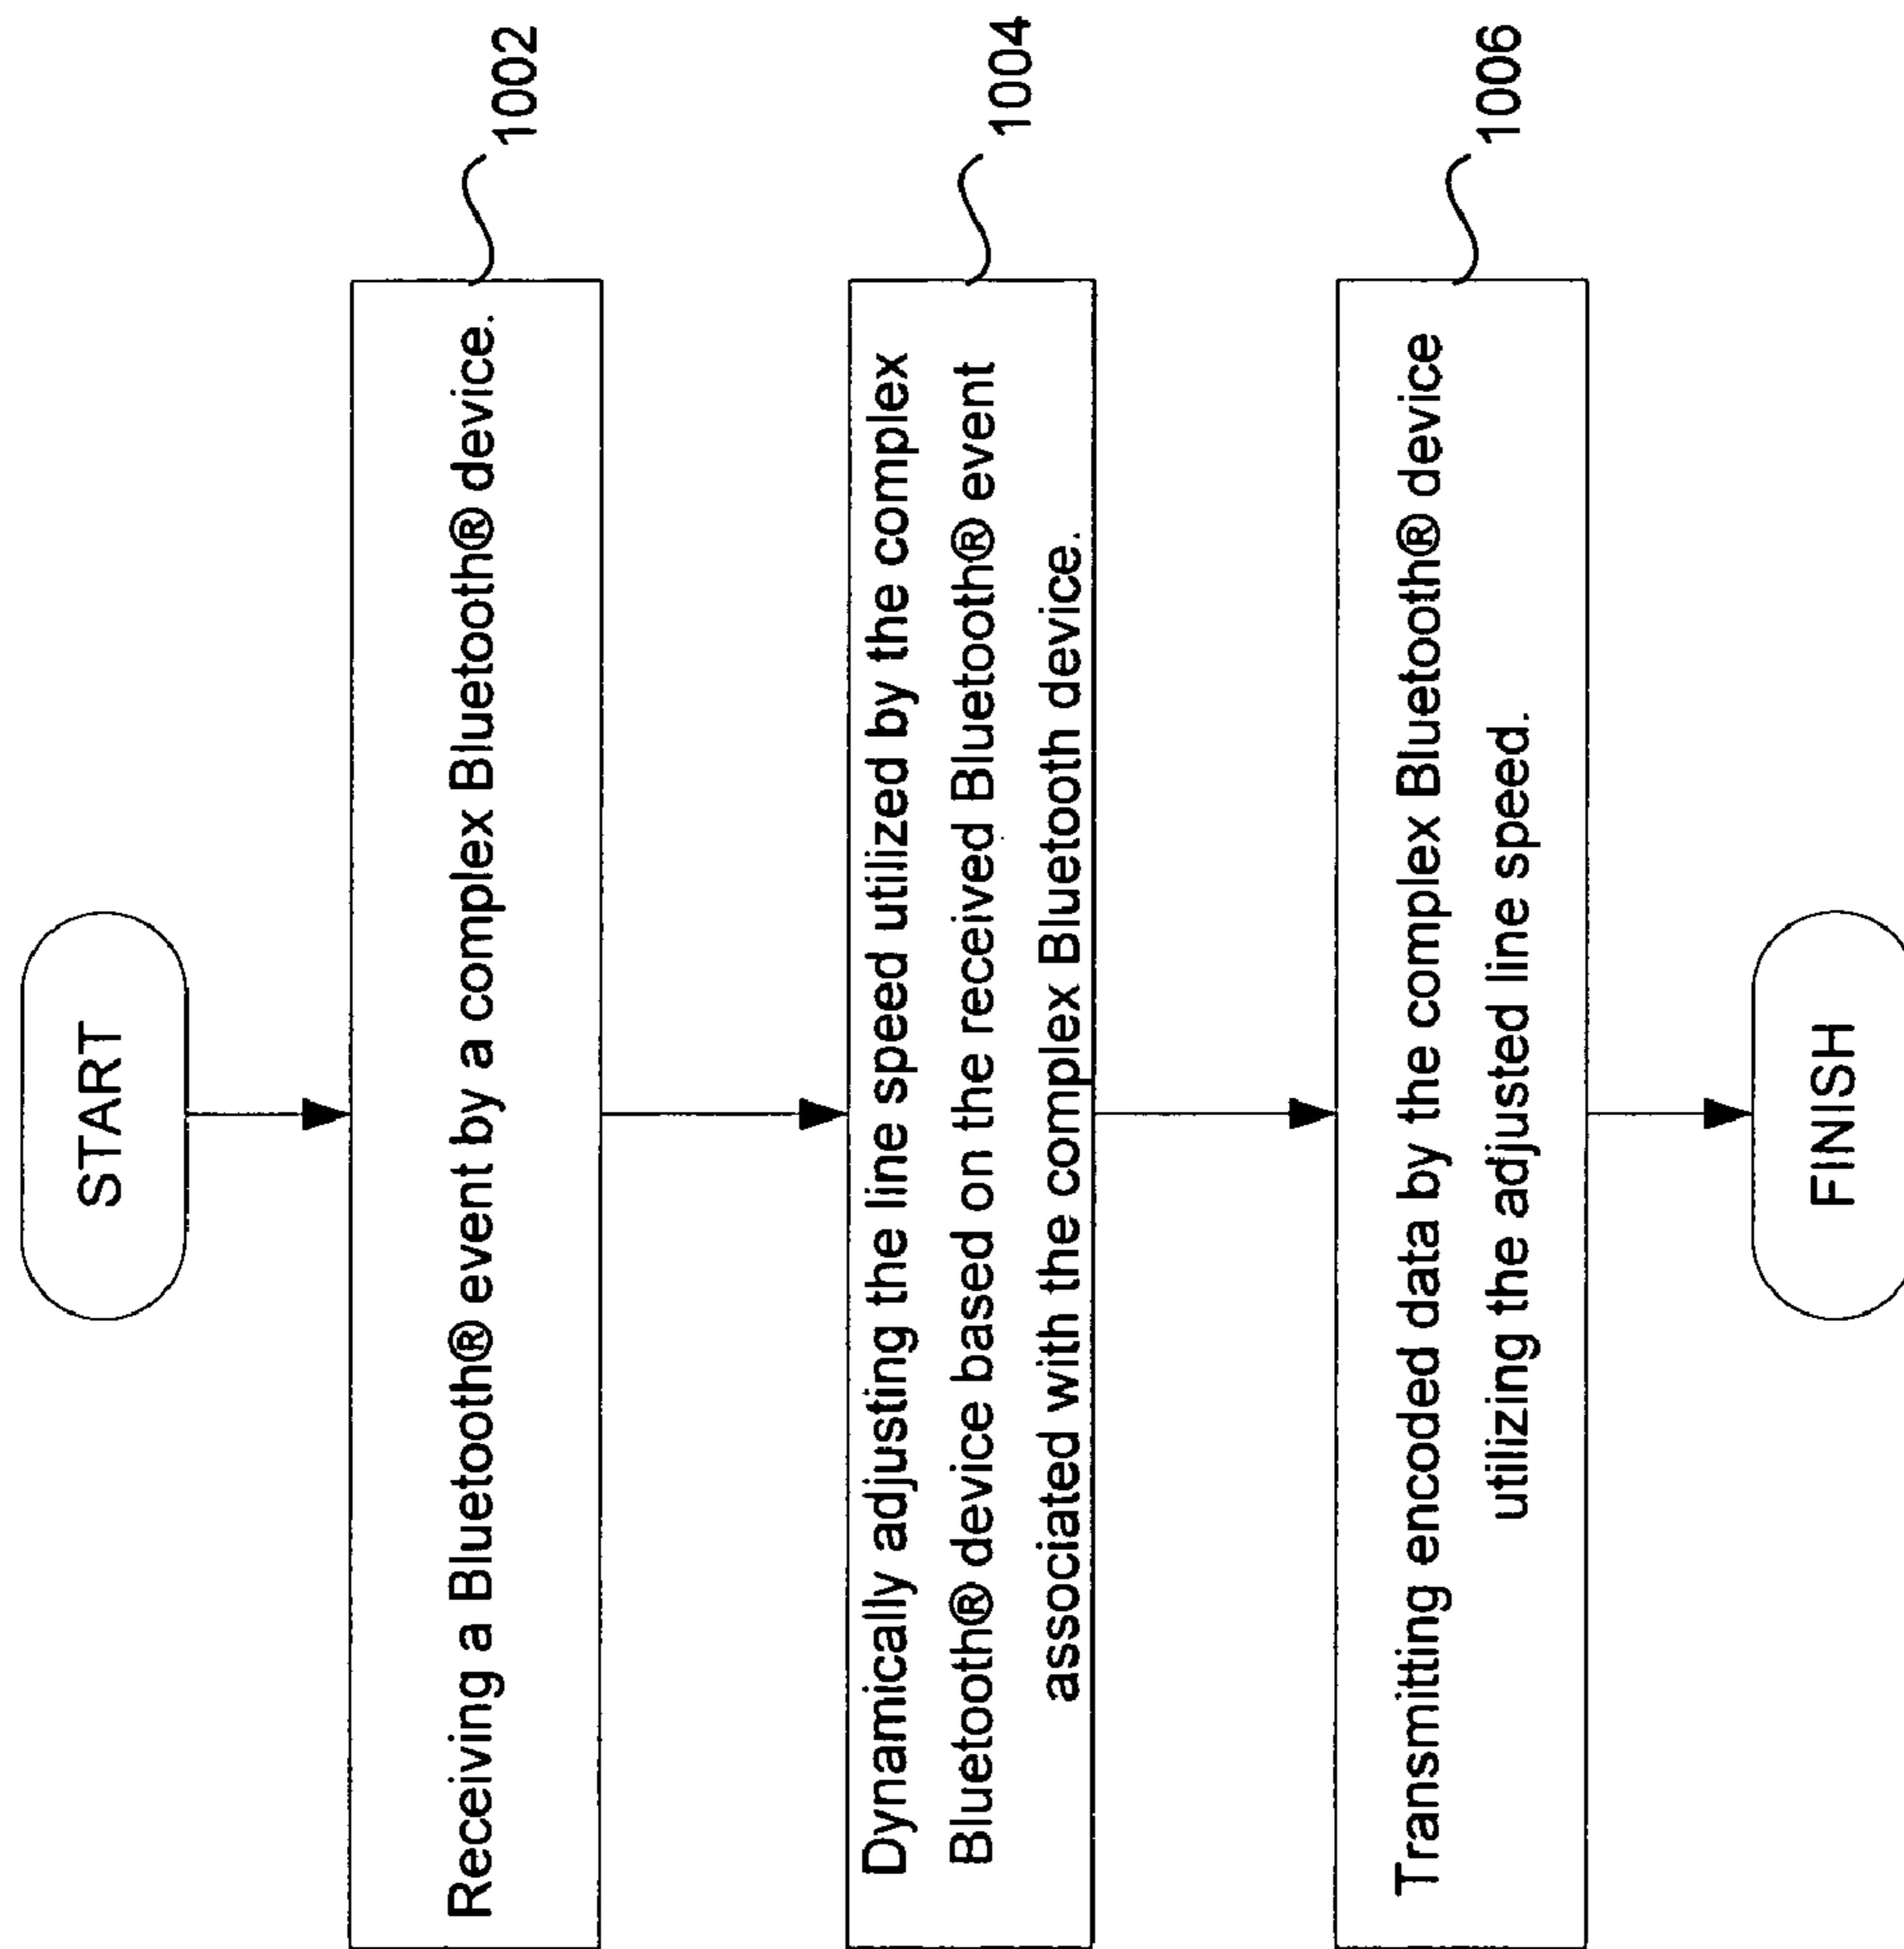 START
Receiving a Bluetooth® event by a complex Bluetooth® device.
1002
Dynamically adjusting the line speed utilized by the complex
Bluetooth® device based on the received Bluetooth® event
associated with the complex Bluetooth device.
1004
Transmitting encoded data by the complex Bluetooth® device
utilizing the adjusted line speed.
1006
FINISH